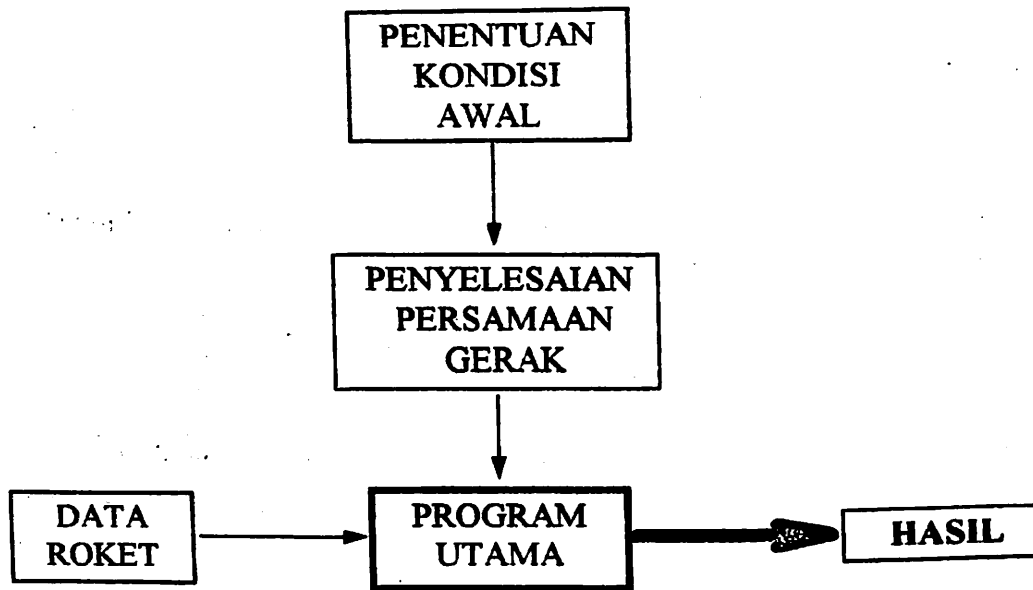 PENENTUAN
KONDISI
AWAL
PENYELESAIAN
PERSAMAAN
GERAK
DATA
ROKET
PROGRAM
UTAMA
HASIL